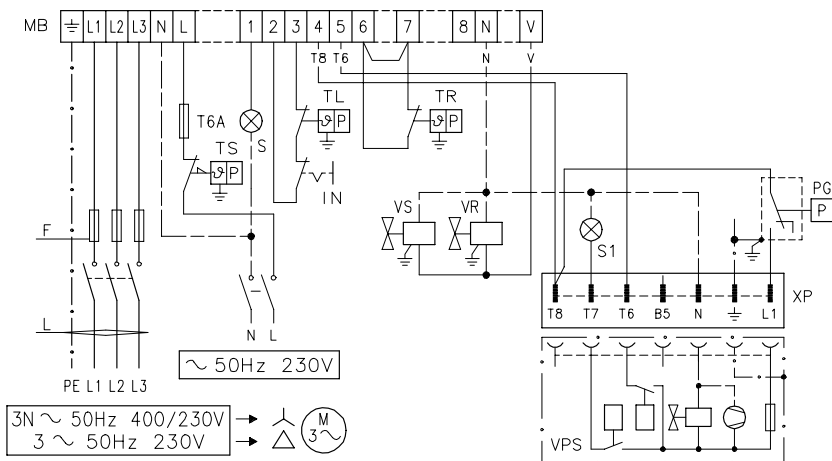 MB ⏚ L1 L2 L3 N L 1 2 3 4 5 6 7 8 N V
T8 T6 N V
T6A S TL ϑ P TR ϑ P
TS ϑ P
IN
PG
P
F
VS VR
S1
XP
T8 T7 T6 B5 N ⏚ L1
L
N L
~ 50Hz 230V
PE L1 L2 L3
3N ~ 50Hz 400/230V
3 ~ 50Hz 230V
M
3~
VPS